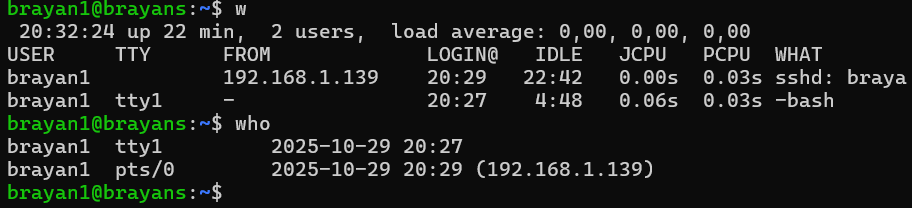 brayan1@brayans:~$ w
 20:32:24 up 22 min,  2 users,  load average: 0,00, 0,00, 0,00
USER     TTY      FROM             LOGIN@   IDLE   JCPU   PCPU  WHAT
brayan1           192.168.1.139    20:29   22:42   0.00s  0.03s sshd: braya
brayan1  tty1     -                20:27    4:48   0.06s  0.03s -bash
brayan1@brayans:~$ who
brayan1  tty1         2025-10-29 20:27
brayan1  pts/0        2025-10-29 20:29 (192.168.1.139)
brayan1@brayans:~$